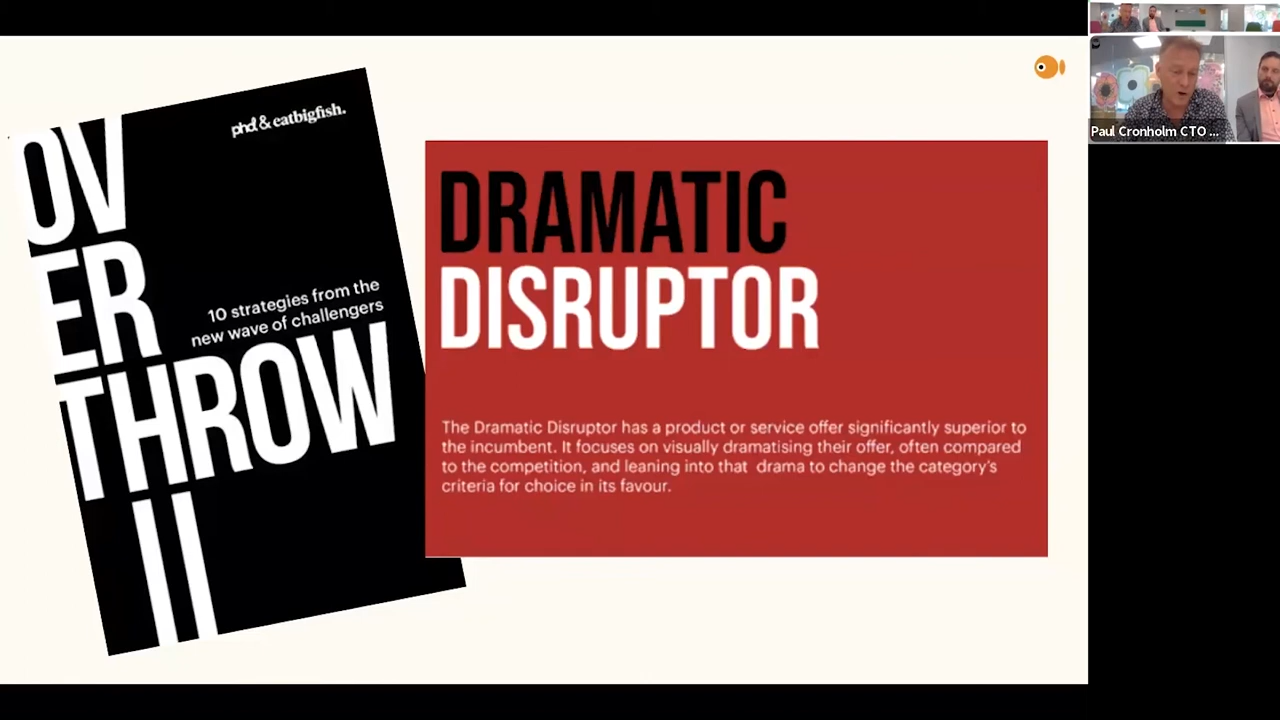 phd & eatbigfish.
OV
ER
10 strategies from the
new wave of challengers
THROW
II
DRAMATIC
DISRUPTOR
The Dramatic Disruptor has a product or service offer significantly superior to
the incumbent. It focuses on visually dramatising their offer, often compared
to the competition, and leaning into that drama to change the category's
criteria for choice in its favour.
Paul Cronholm CTO ...